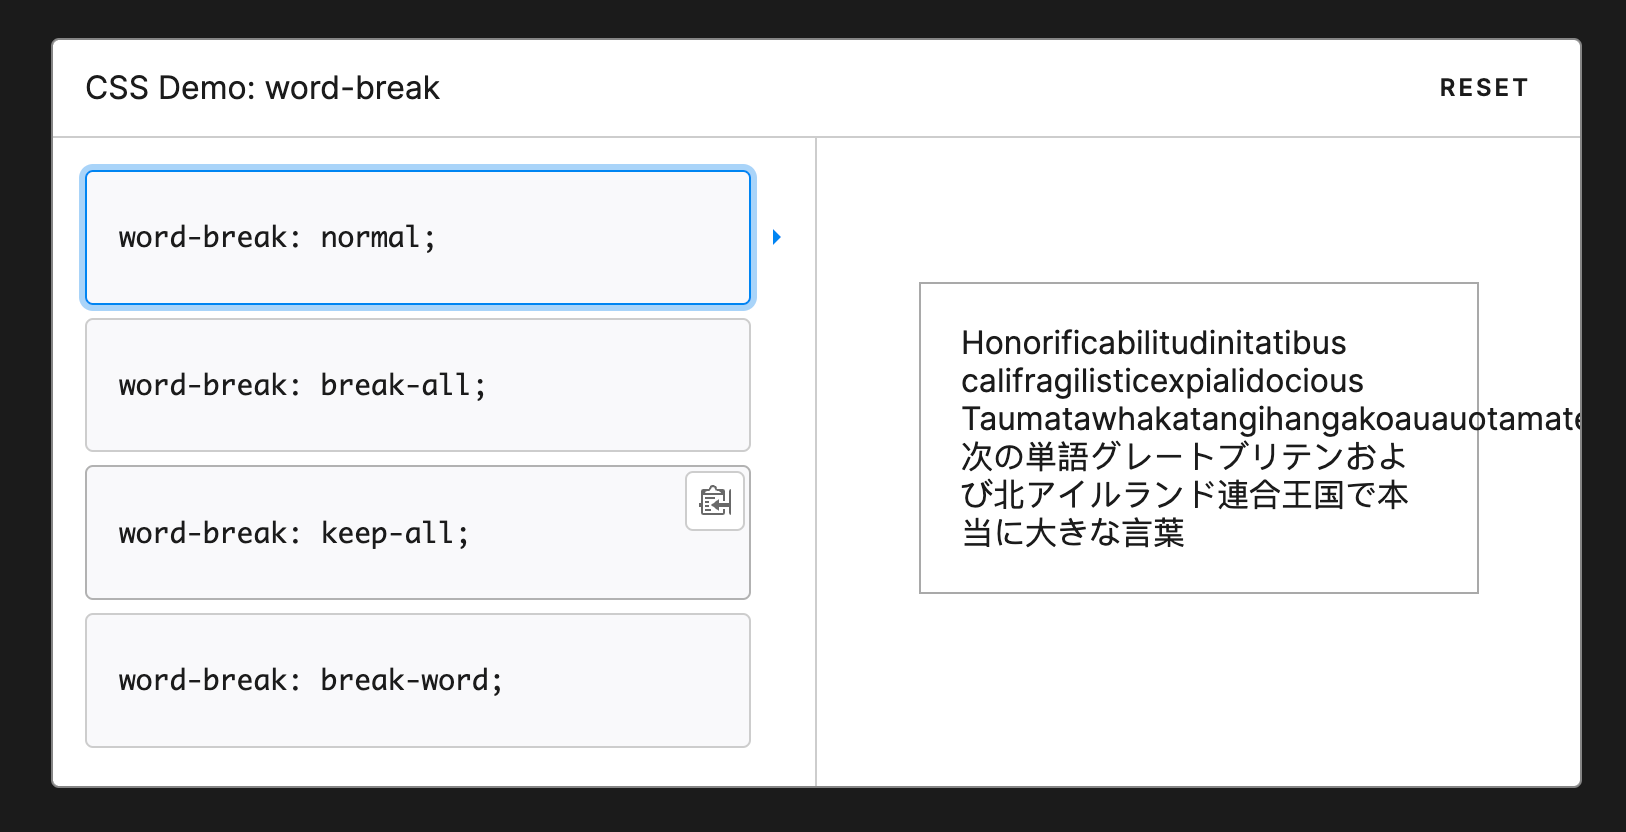 CSS Demo: word-break
RESET
word-break: normal;
word-break: break-all;
word-break: keep-all;
word-break: break-word;
Honorificabilitudinitatibus
califragilisticexpialidocious
Taumatawhakatangihangakoauauotamate
次の単語グレートブリテンおよ
び北アイルランド連合王国で本
当に大きな言葉